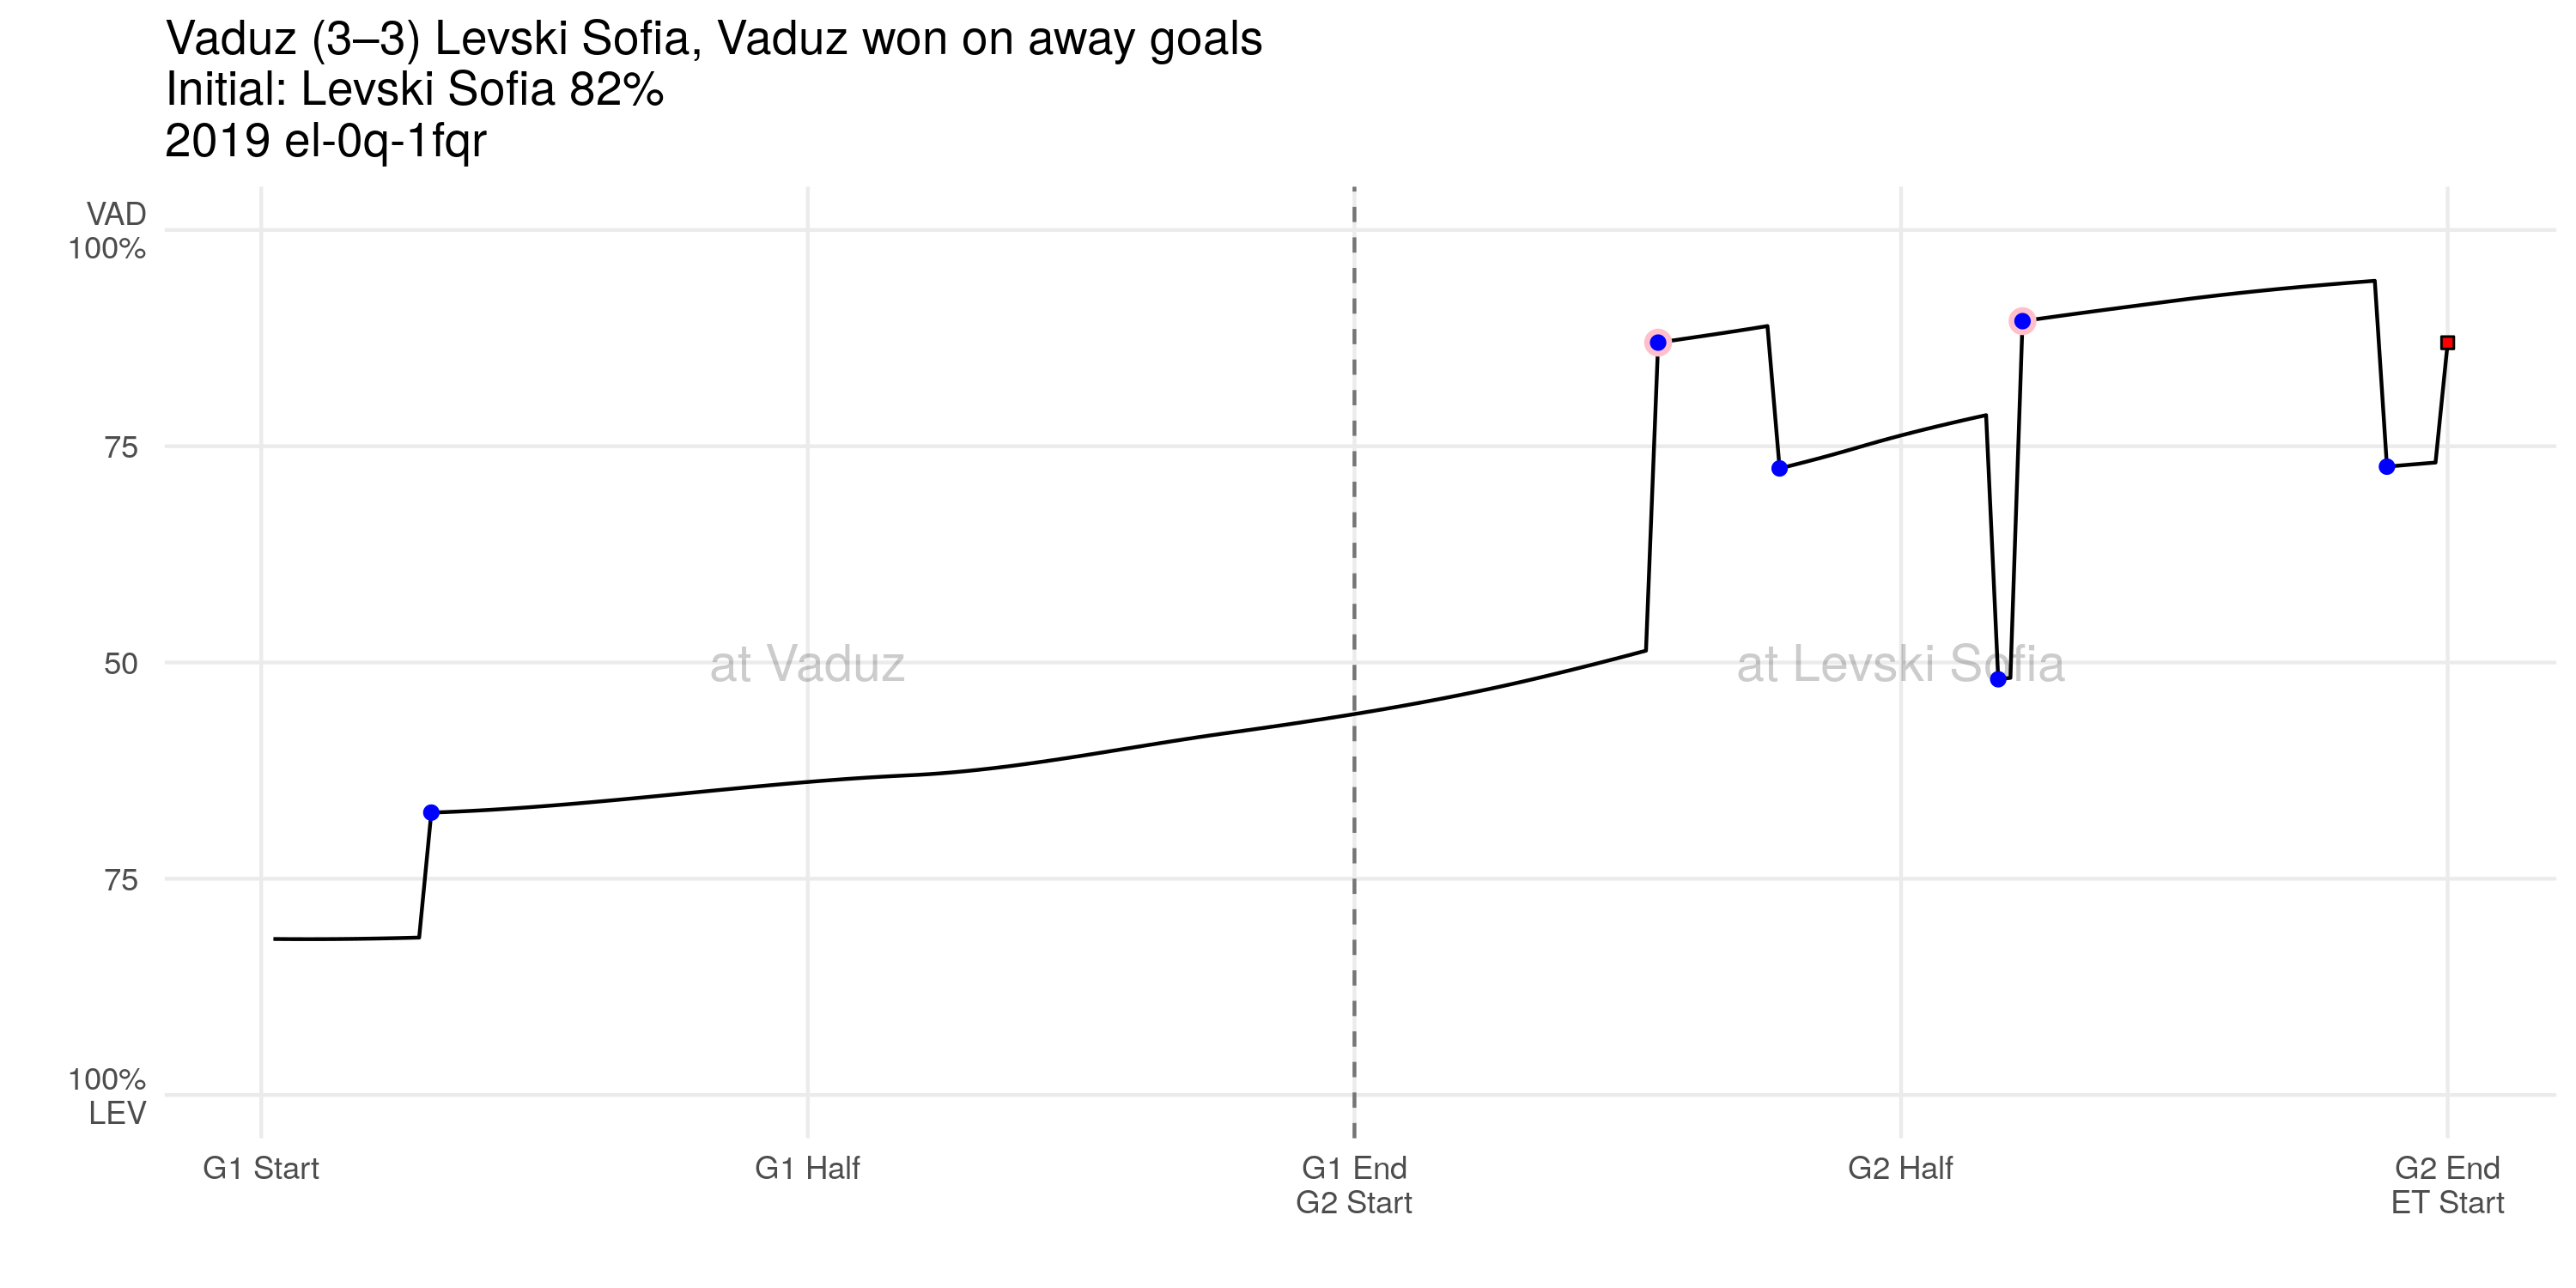 Vaduz (3–3) Levski Sofia, Vaduz won on away goals
Initial: Levski Sofia 82%
2019 el-0q-1fqr
VAD
100%
75
50
75
100%
LEV
at Vaduz
at Levski Sofia
G1 Start
G1 Half
G1 End
G2 Start
G2 Half
G2 End
ET Start